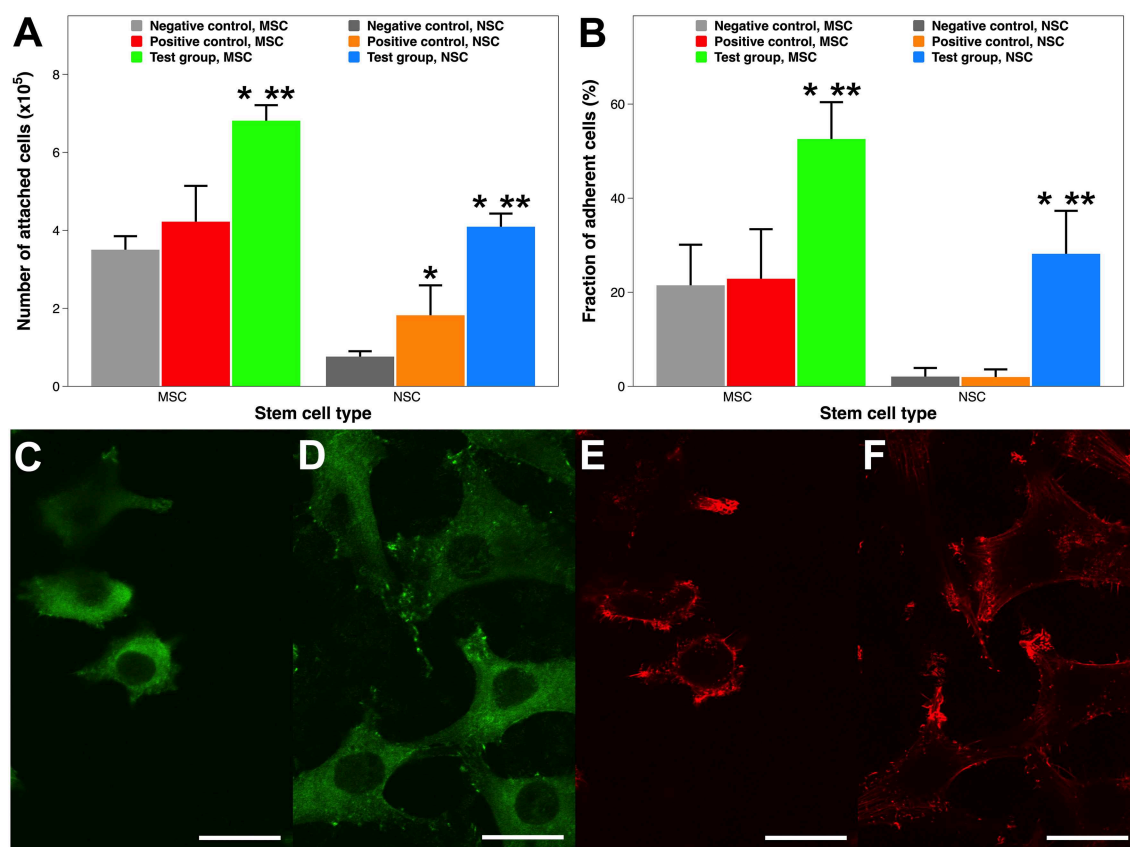 A
Negative control, MSC
Positive control, MSC
Test group, MSC
Negative control, NSC
Positive control, NSC
Test group, NSC
Number of attached cells (x10⁵)
8
6
4
2
0
* **
*
* **
MSC
NSC
Stem cell type
B
Negative control, MSC
Positive control, MSC
Test group, MSC
Negative control, NSC
Positive control, NSC
Test group, NSC
Fraction of adherent cells (%)
60
40
20
0
* **
* **
MSC
NSC
Stem cell type
C
D
E
F